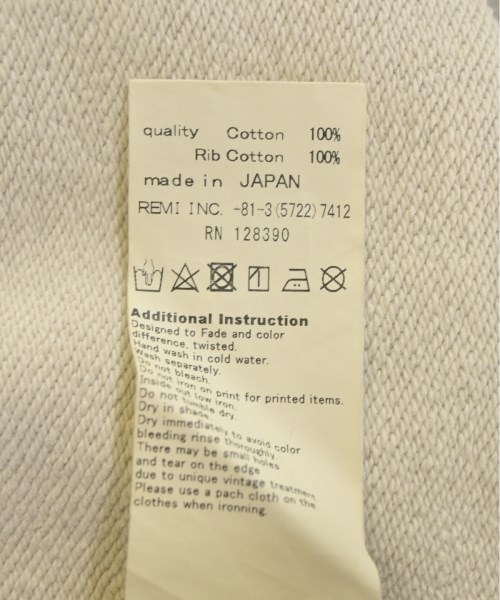 quality Cotton 100%
Rib Cotton 100%
made in JAPAN
REMI INC. -81-3(5722)7412
RN 128390
Additional Instruction
Designed to Fade and color
difference, twisted.
Hand wash in cold water.
Wash separately.
Do not bleach.
Do not iron on print for printed items.
Inside out low iron.
Do not tumble dry.
Dry in shade.
Dry immediately to avoid color
bleeding rinse thoroughly.
There may be small holes
and tear on the edge
due to unique vintage treatment.
Please use a pach cloth on the
clothes when ironning.